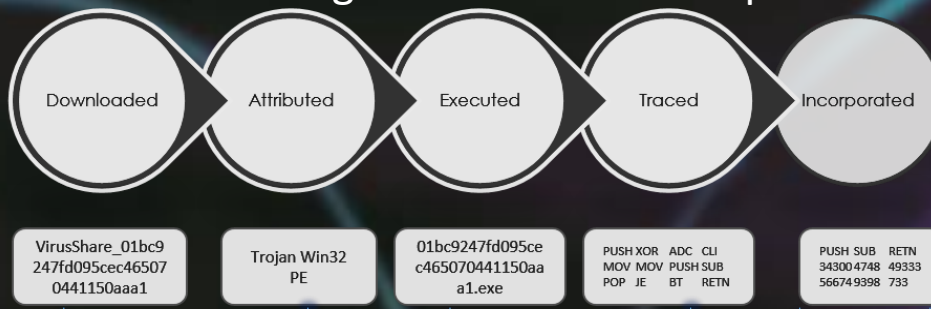 Downloaded
Attributed
Executed
Traced
Incorporated
VirusShare_01bc9
247fd095cec46507
0441150aaa1
Trojan Win32
PE
01bc9247fd095ce
c465070441150aa
a1.exe
PUSH XOR ADC CLI
MOV MOV PUSH SUB
POP JE BT RETN
PUSH SUB RETN
34300 4748 49333
56674 9398 733